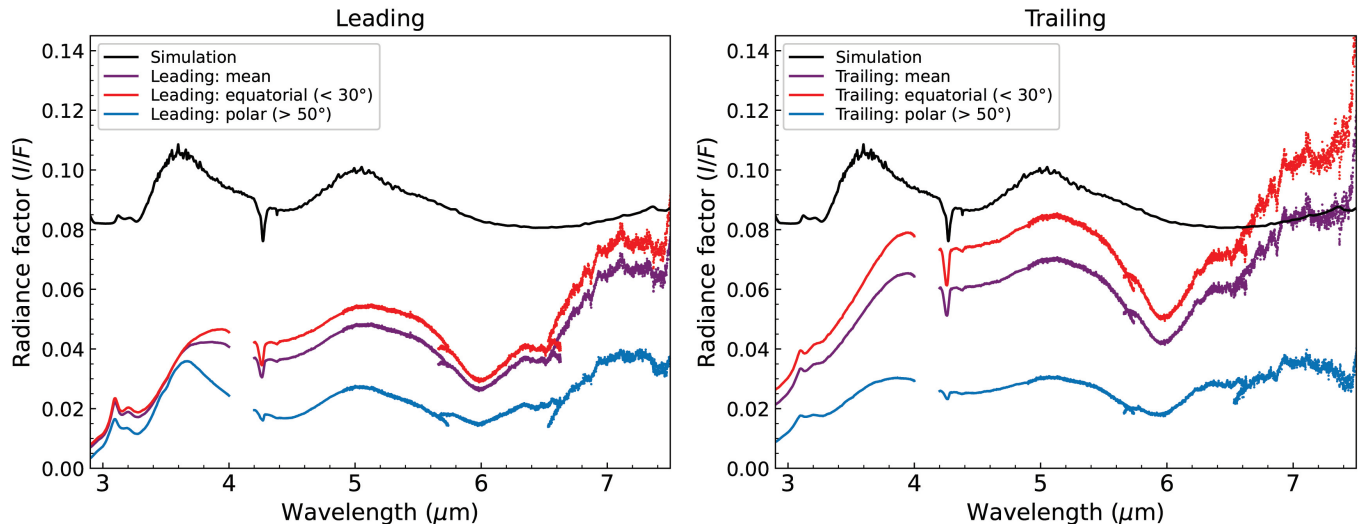 Leading
Radiance factor (I/F)
0.14
0.12
0.10
0.08
0.06
0.04
0.02
0.00
Simulation
Leading: mean
Leading: equatorial (< 30°)
Leading: polar (> 50°)
3 4 5 6 7
Wavelength (μm)
Trailing
Radiance factor (I/F)
0.14
0.12
0.10
0.08
0.06
0.04
0.02
0.00
Simulation
Trailing: mean
Trailing: equatorial (< 30°)
Trailing: polar (> 50°)
3 4 5 6 7
Wavelength (μm)